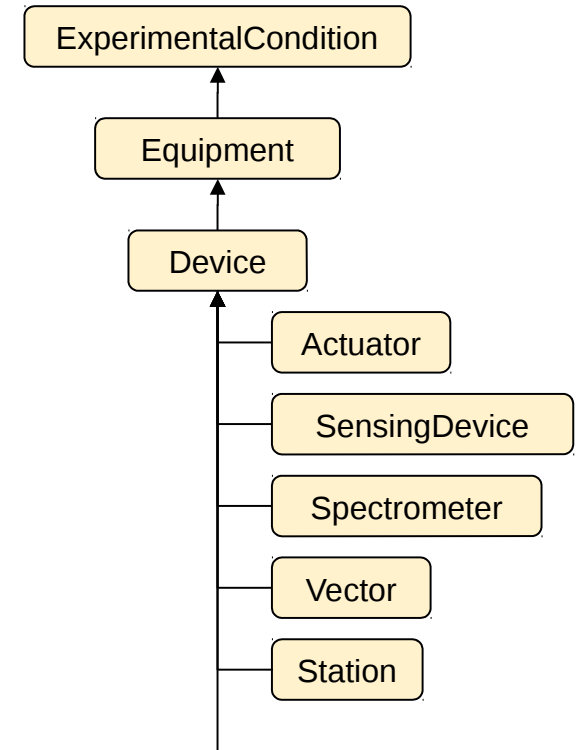 ExperimentalCondition
Equipment
Device
Actuator
SensingDevice
Spectrometer
Vector
Station